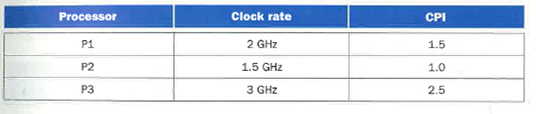 Processor Clock rate CPI
P1 2 GHz 1.5
P2 1.5 GHz 1.0
P3 3 GHz 2.5